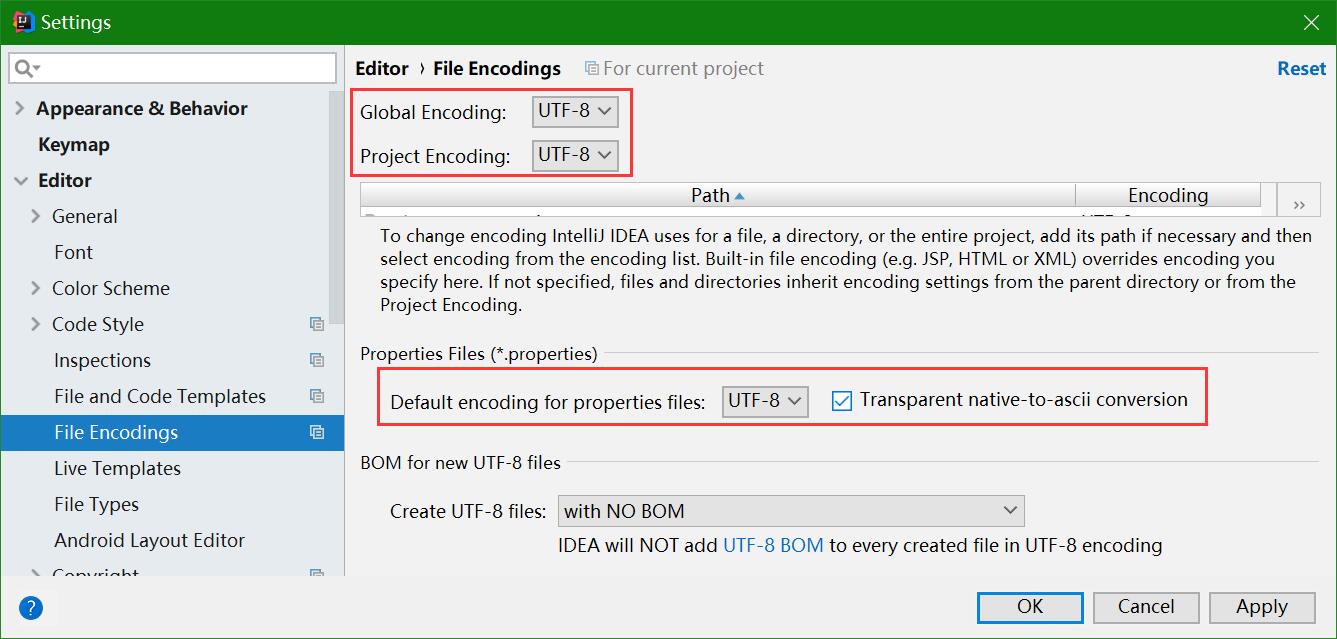 Settings
Editor › File Encodings For current project Reset
Appearance & Behavior
Keymap
Editor
General
Font
Color Scheme
Code Style
Inspections
File and Code Templates
File Encodings
Live Templates
File Types
Android Layout Editor
Copyright
Global Encoding: UTF-8
Project Encoding: UTF-8
Path Encoding
To change encoding IntelliJ IDEA uses for a file, a directory, or the entire project, add its path if necessary and then
select encoding from the encoding list. Built-in file encoding (e.g. JSP, HTML or XML) overrides encoding you
specify here. If not specified, files and directories inherit encoding settings from the parent directory or from the
Project Encoding.
Properties Files (*.properties)
Default encoding for properties files: UTF-8 Transparent native-to-ascii conversion
BOM for new UTF-8 files
Create UTF-8 files: with NO BOM
IDEA will NOT add UTF-8 BOM to every created file in UTF-8 encoding
? OK Cancel Apply